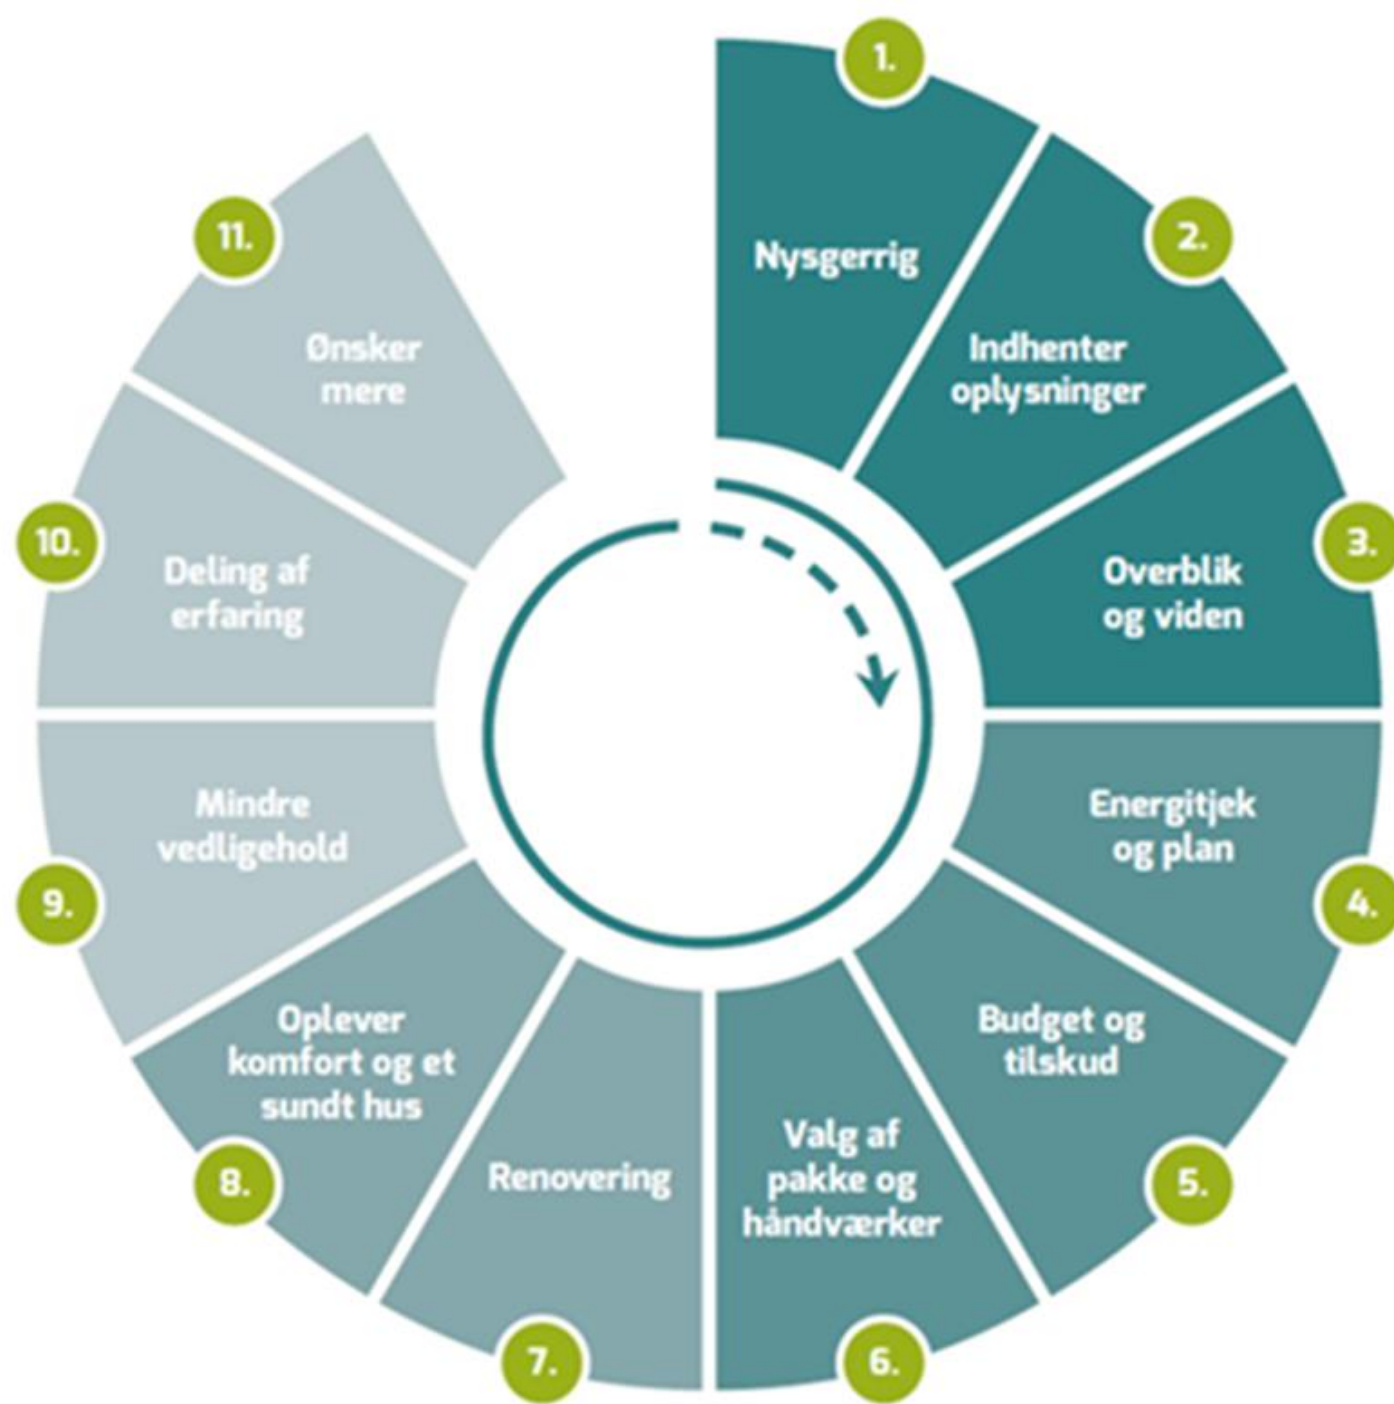 1.
Nysgerrig
2.
Indhenter
oplysninger
3.
Overblik
og viden
4.
Energitjek
og plan
5.
Budget og
tilskud
6.
Valg af
pakke og
håndværker
7.
Renovering
8.
Oplever
komfort og et
sundt hus
9.
Mindre
vedligehold
10.
Deling af
erfaring
11.
Ønsker
mere